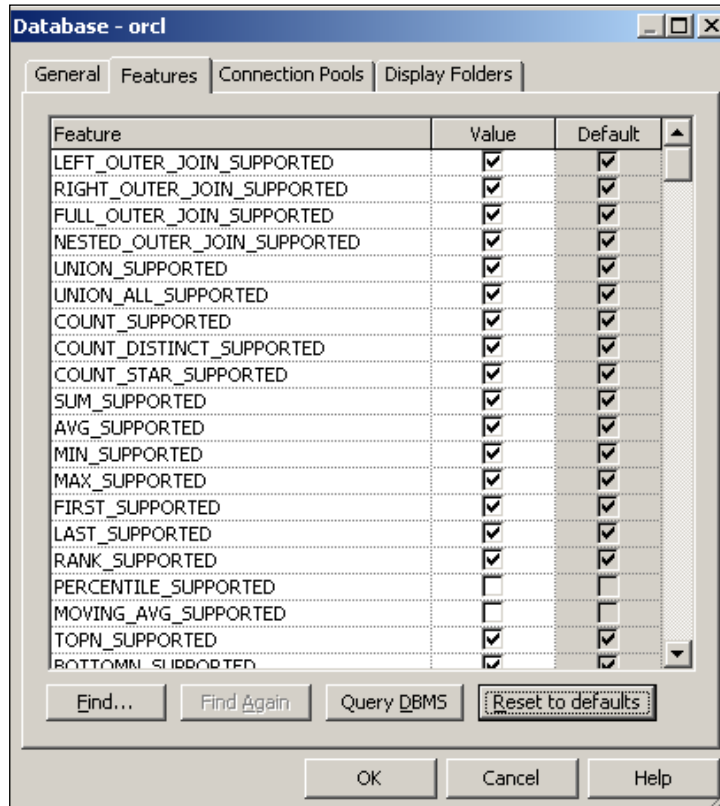 Database - orcl
General Features Connection Pools Display Folders
Feature Value Default
LEFT_OUTER_JOIN_SUPPORTED
RIGHT_OUTER_JOIN_SUPPORTED
FULL_OUTER_JOIN_SUPPORTED
NESTED_OUTER_JOIN_SUPPORTED
UNION_SUPPORTED
UNION_ALL_SUPPORTED
COUNT_SUPPORTED
COUNT_DISTINCT_SUPPORTED
COUNT_STAR_SUPPORTED
SUM_SUPPORTED
AVG_SUPPORTED
MIN_SUPPORTED
MAX_SUPPORTED
FIRST_SUPPORTED
LAST_SUPPORTED
RANK_SUPPORTED
PERCENTILE_SUPPORTED
MOVING_AVG_SUPPORTED
TOPN_SUPPORTED
BOTTOMN_SUPPORTED
Find... Find Again Query DBMS Reset to defaults
OK Cancel Help